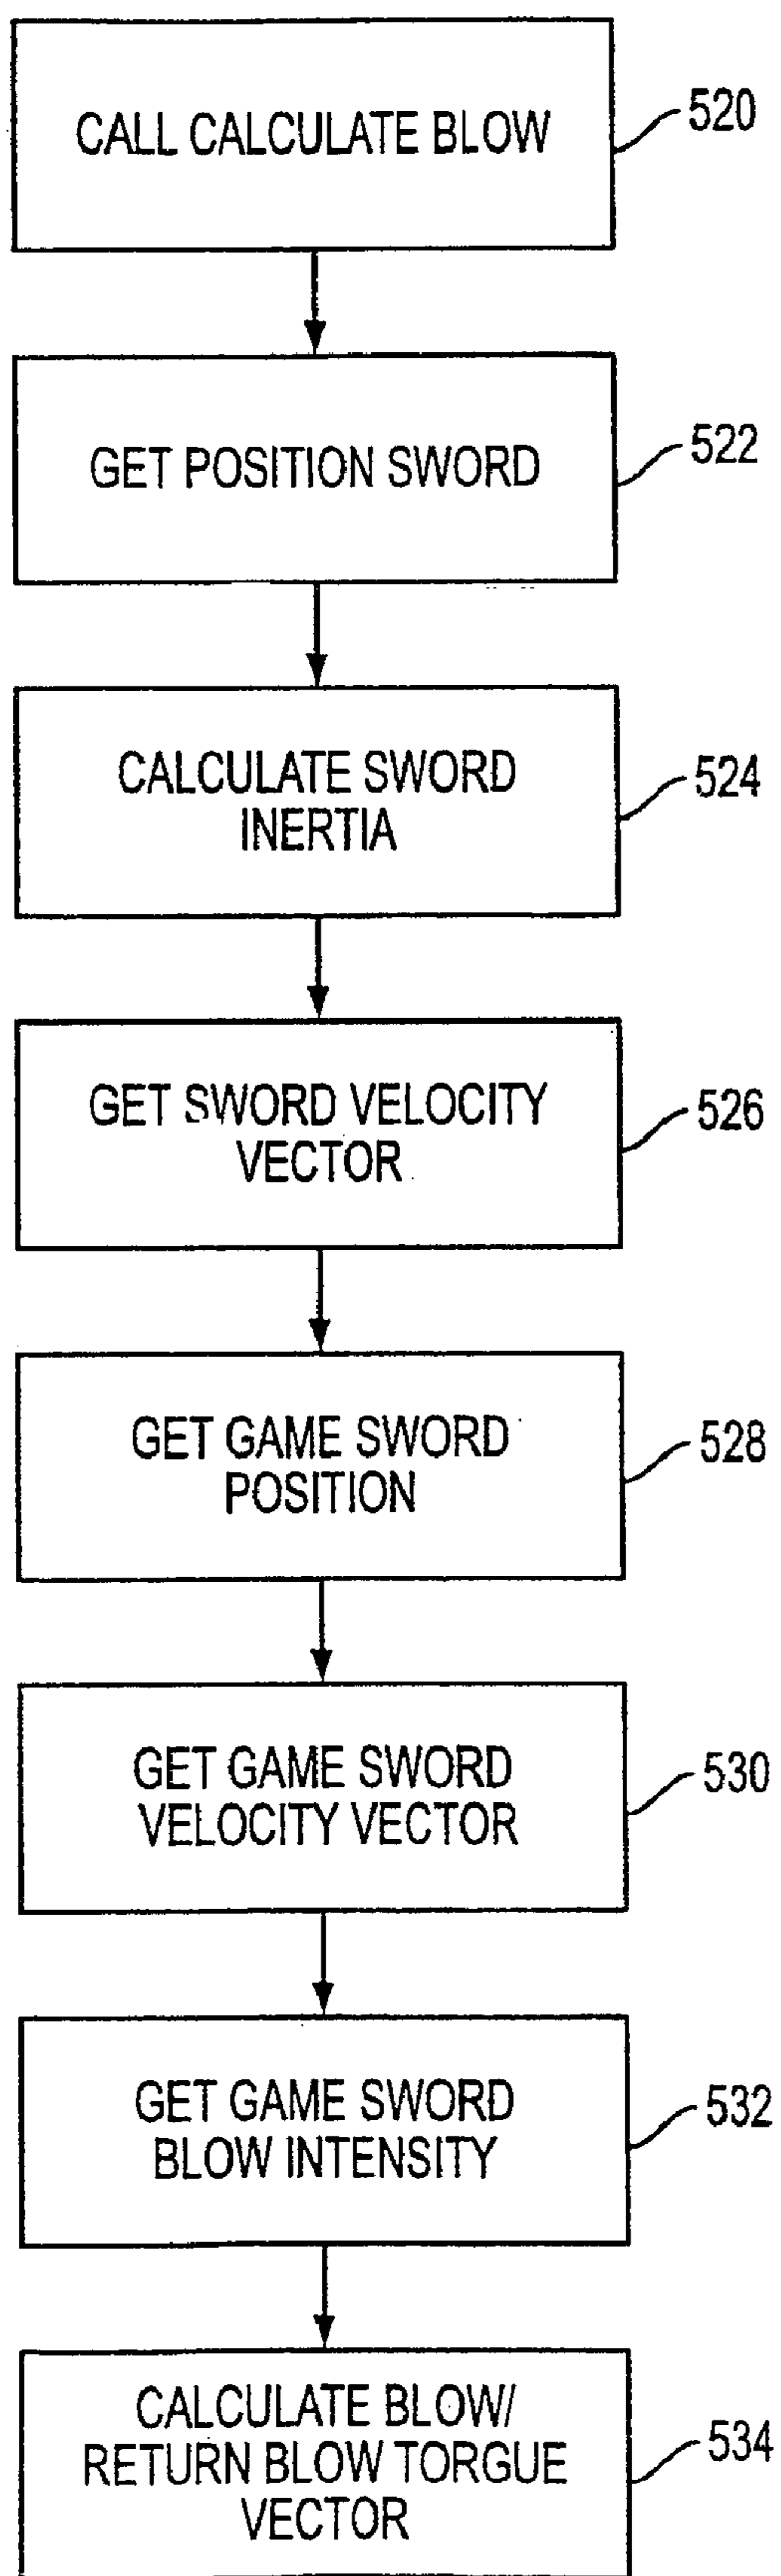 CALL CALCULATE BLOW
520
GET POSITION SWORD
522
CALCULATE SWORD
INERTIA
524
GET SWORD VELOCITY
VECTOR
526
GET GAME SWORD
POSITION
528
GET GAME SWORD
VELOCITY VECTOR
530
GET GAME SWORD
BLOW INTENSITY
532
CALCULATE BLOW/
RETURN BLOW TORGUE
VECTOR
534